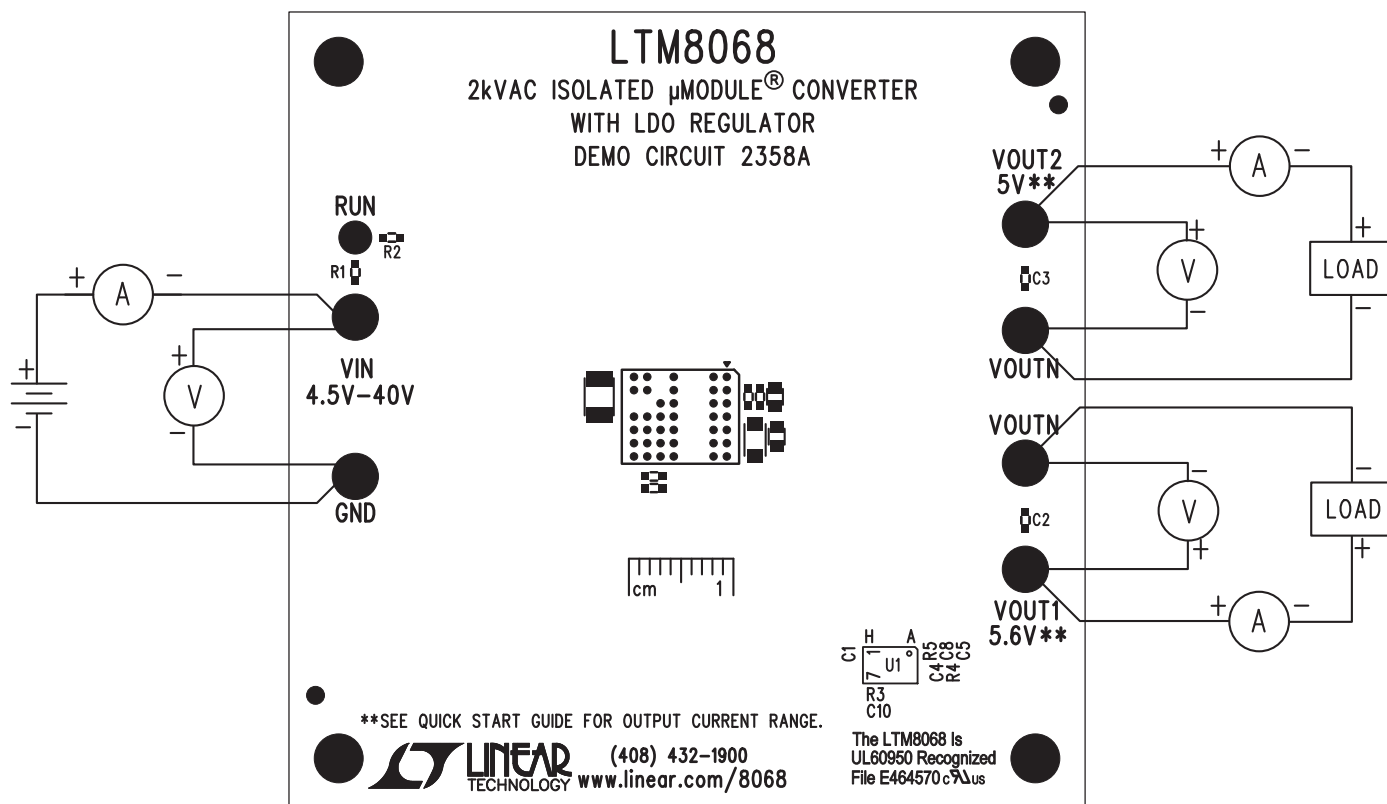 LTM8068
2kVAC ISOLATED µMODULE® CONVERTER
WITH LDO REGULATOR
DEMO CIRCUIT 2358A
RUN
R2
R1
+ A -
+
V
-
+
-
VIN
4.5V-40V
GND
VOUT2
5V**
+ A -
+
V
-
+
LOAD
-
C3
VOUTN
VOUTN
-
V
+
-
LOAD
+
C2
VOUT1
5.6V**
+ A -
cm 1
H A
C1
1
7
U1
R5
C4 C8
R4 C5
R3
C10
**SEE QUICK START GUIDE FOR OUTPUT CURRENT RANGE.
LINEAR
TECHNOLOGY
(408) 432-1900
www.linear.com/8068
The LTM8068 Is
UL60950 Recognized
File E464570 c RU us